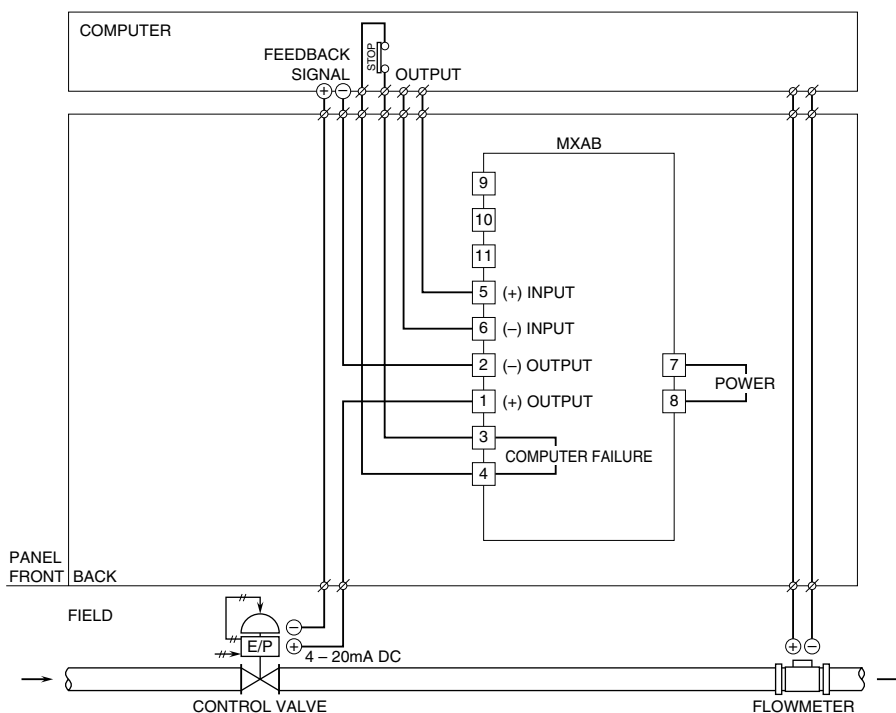 COMPUTER
FEEDBACK
SIGNAL
STOP
OUTPUT
+ −
MXAB
9
10
11
5 (+) INPUT
6 (–) INPUT
2 (–) OUTPUT
7
POWER
1 (+) OUTPUT
8
3
COMPUTER FAILURE
4
PANEL
FRONT BACK
FIELD
−
E/P
+
4 – 20mA DC
+ −
CONTROL VALVE
FLOWMETER